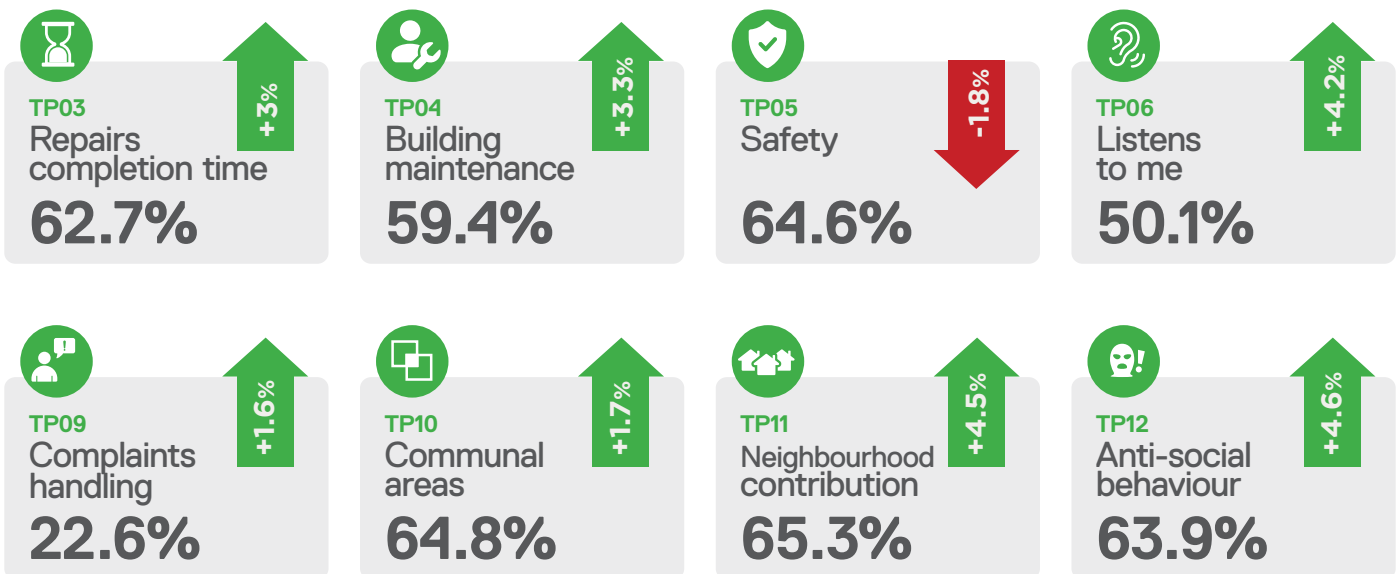 +3%
TP03
Repairs
completion time
62.7%
+3.3%
TP04
Building
maintenance
59.4%
-1.8%
TP05
Safety
64.6%
+4.2%
TP06
Listens
to me
50.1%
!
+1.6%
TP09
Complaints
handling
22.6%
+1.7%
TP10
Communal
areas
64.8%
+4.5%
TP11
Neighbourhood
contribution
65.3%
!
+4.6%
TP12
Anti-social
behaviour
63.9%